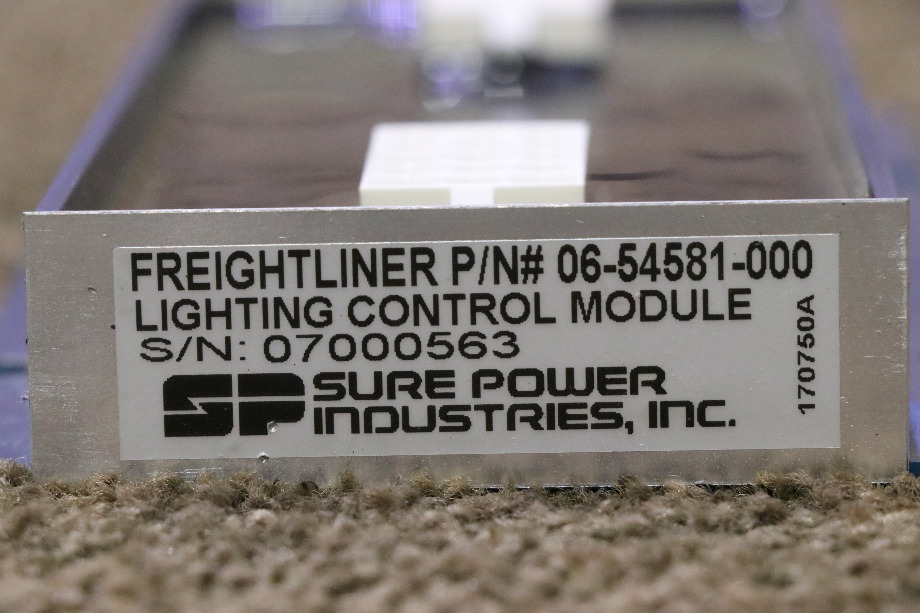 FREIGHTLINER P/N# 06-54581-000
LIGHTING CONTROL MODULE
S/N: 07000563
SP SURE POWER
INDUSTRIES, INC.
170750A